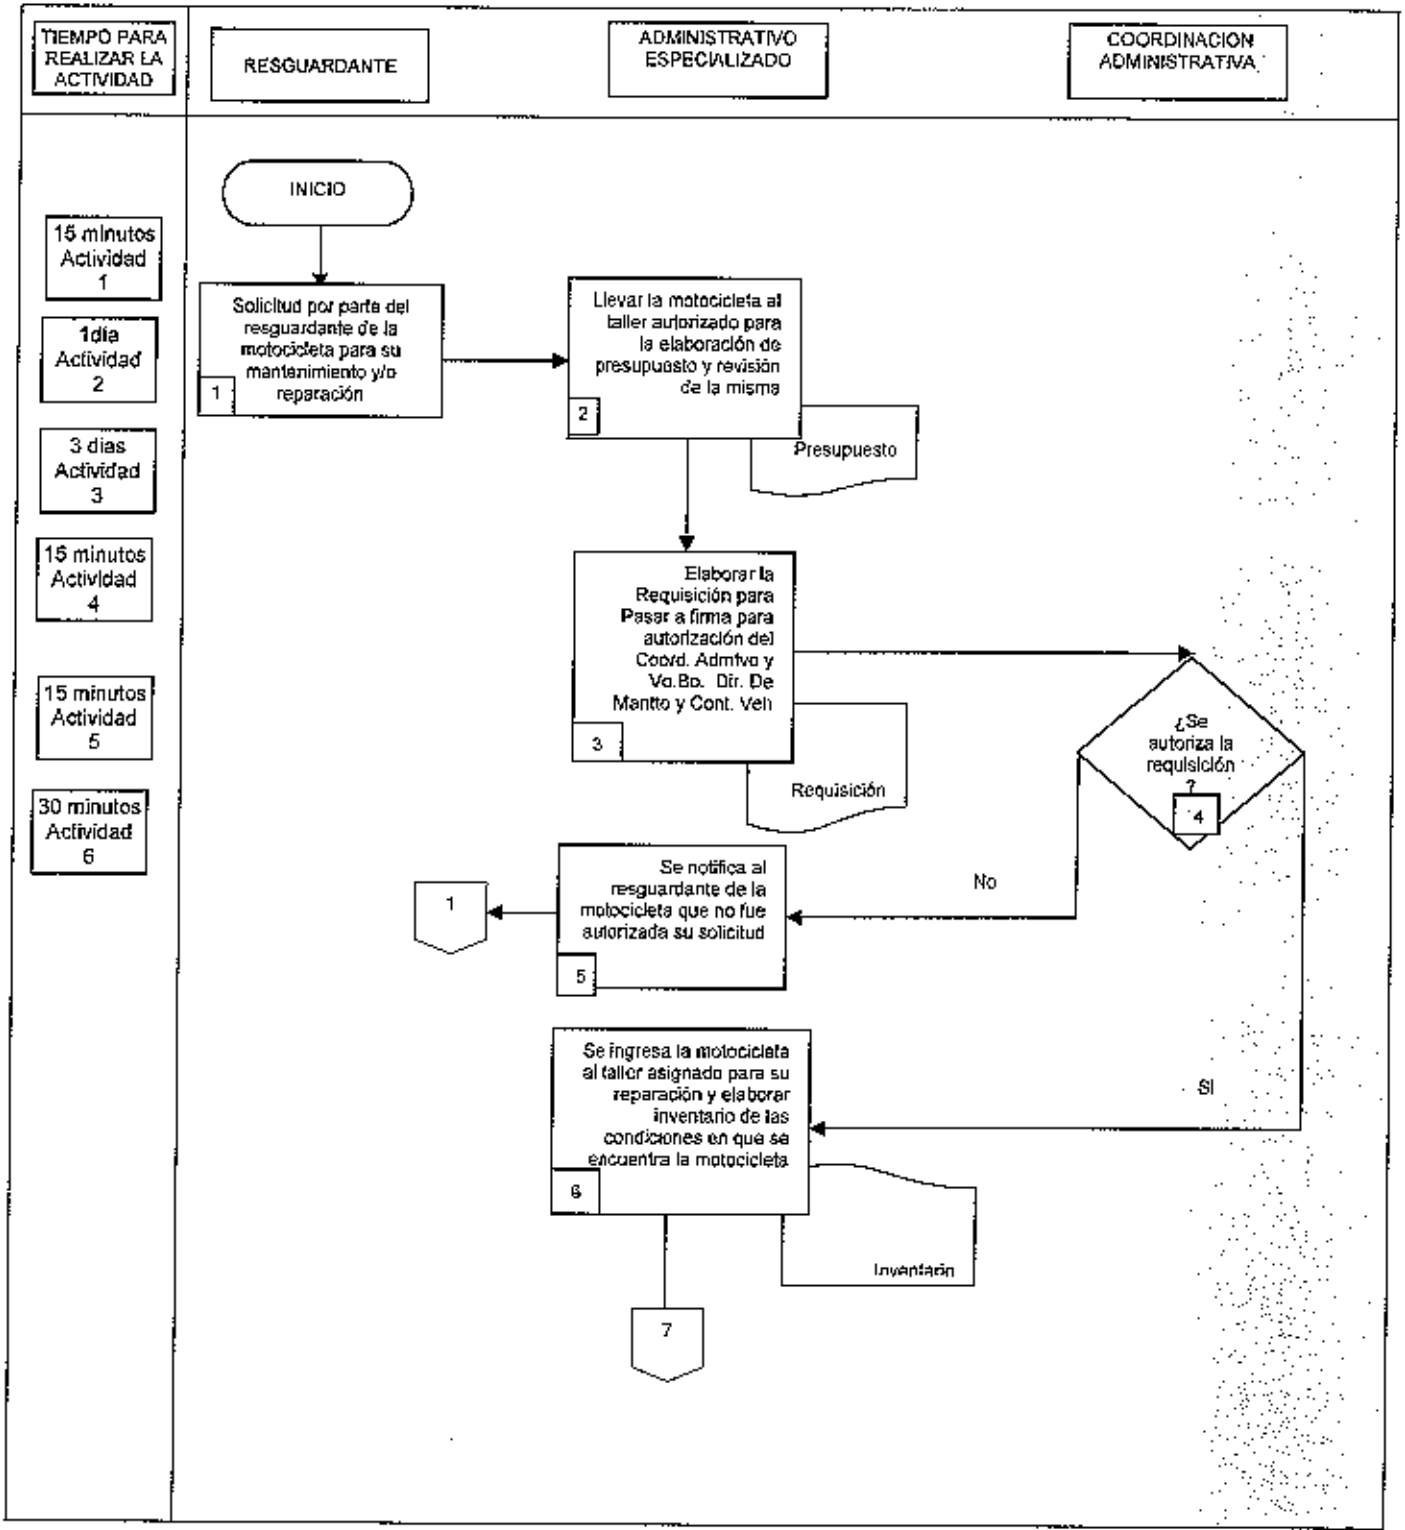 TIEMPO PARA
REALIZAR LA
ACTIVIDAD
RESGUARDANTE
ADMINISTRATIVO
ESPECIALIZADO
COORDINACION
ADMINISTRATIVA
INICIO
15 minutos
Actividad
1
1día
Actividad
2
3 dias
Actividad
3
15 minutos
Actividad
4
15 minutos
Actividad
5
30 minutos
Actividad
6
Solicitud por parte del
resguardante de la
motocicleta para su
mantenimiento y/o
reparación
1
Llevar la motocicleta al
taller autorizado para
la elaboración de
presupuesto y revisión
de la misma
2
Presupuesto
Elaborar la
Requisición para
Pasar a firma para
autorización del
Coord. Admtvo y
Vo.Bo. Dir. De
Mantto y Cont. Veh
3
Requisición
¿Se
autoriza la
requisición
?
4
No
Se notifica al
resguardante de la
motocicleta que no fue
autorizada su solicitud
5
1
SI
Se ingresa la motocicleta
al taller asignado para su
reparación y elaborar
inventario de las
condiciones en que se
encuentra la motocicleta
6
Inventario
7